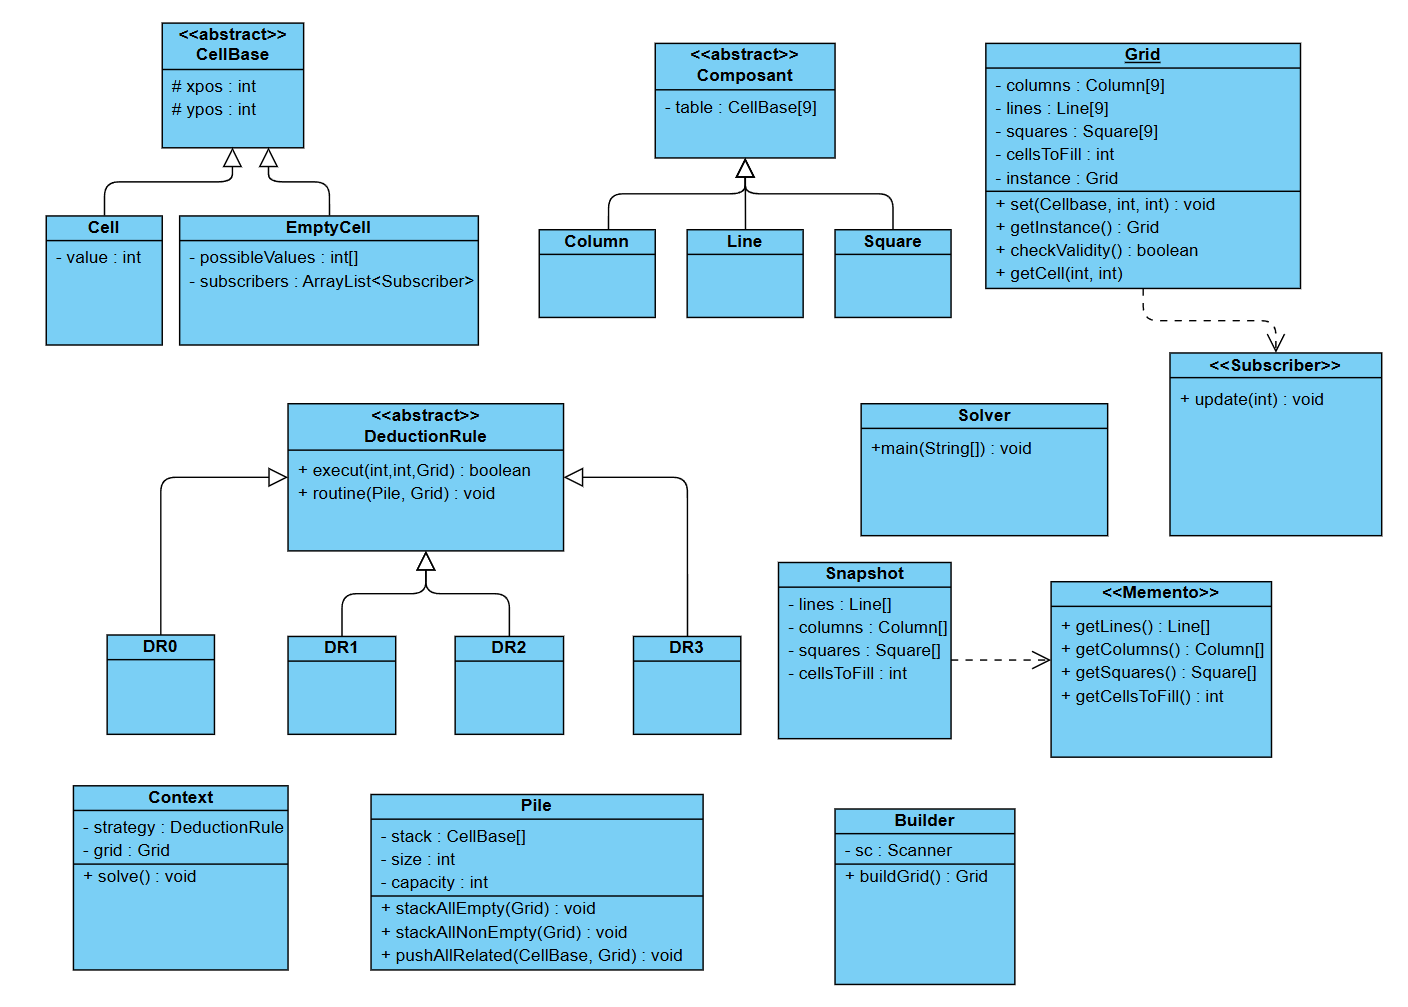 <<abstract>>
CellBase
# xpos : int
# ypos : int
Cell
- value : int
EmptyCell
- possibleValues : int[]
- subscribers : ArrayList<Subscriber>
<<abstract>>
Composant
- table : CellBase[9]
Column
Line
Square
Grid
- columns : Column[9]
- lines : Line[9]
- squares : Square[9]
- cellsToFill : int
- instance : Grid
+ set(Cellbase, int, int) : void
+ getInstance() : Grid
+ checkValidity() : boolean
+ getCell(int, int)
<<Subscriber>>
+ update(int) : void
<<abstract>>
DeductionRule
+ execut(int,int,Grid) : boolean
+ routine(Pile, Grid) : void
DR0
DR1
DR2
DR3
Solver
+main(String[]) : void
Snapshot
- lines : Line[]
- columns : Column[]
- squares : Square[]
- cellsToFill : int
<<Memento>>
+ getLines() : Line[]
+ getColumns() : Column[]
+ getSquares() : Square[]
+ getCellsToFill() : int
Context
- strategy : DeductionRule
- grid : Grid
+ solve() : void
Pile
- stack : CellBase[]
- size : int
- capacity : int
+ stackAllEmpty(Grid) : void
+ stackAllNonEmpty(Grid) : void
+ pushAllRelated(CellBase, Grid) : void
Builder
- sc : Scanner
+ buildGrid() : Grid